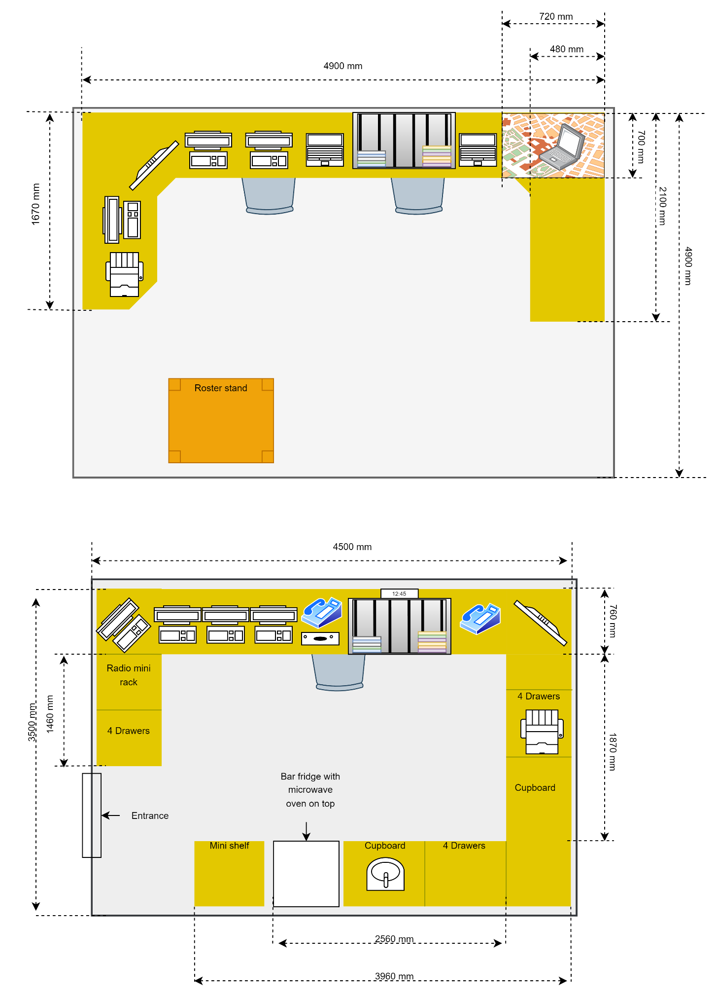 720 mm
480 mm
4900 mm
700 mm
1670 mm
2100 mm
4900 mm
Roster stand
4500 mm
12:45
760 mm
Radio mini
rack
4 Drawers
1460 mm
3500 mm
4 Drawers
1870 mm
Bar fridge with
microwave
oven on top
Cupboard
Entrance
Mini shelf
Cupboard
4 Drawers
2560 mm
3960 mm